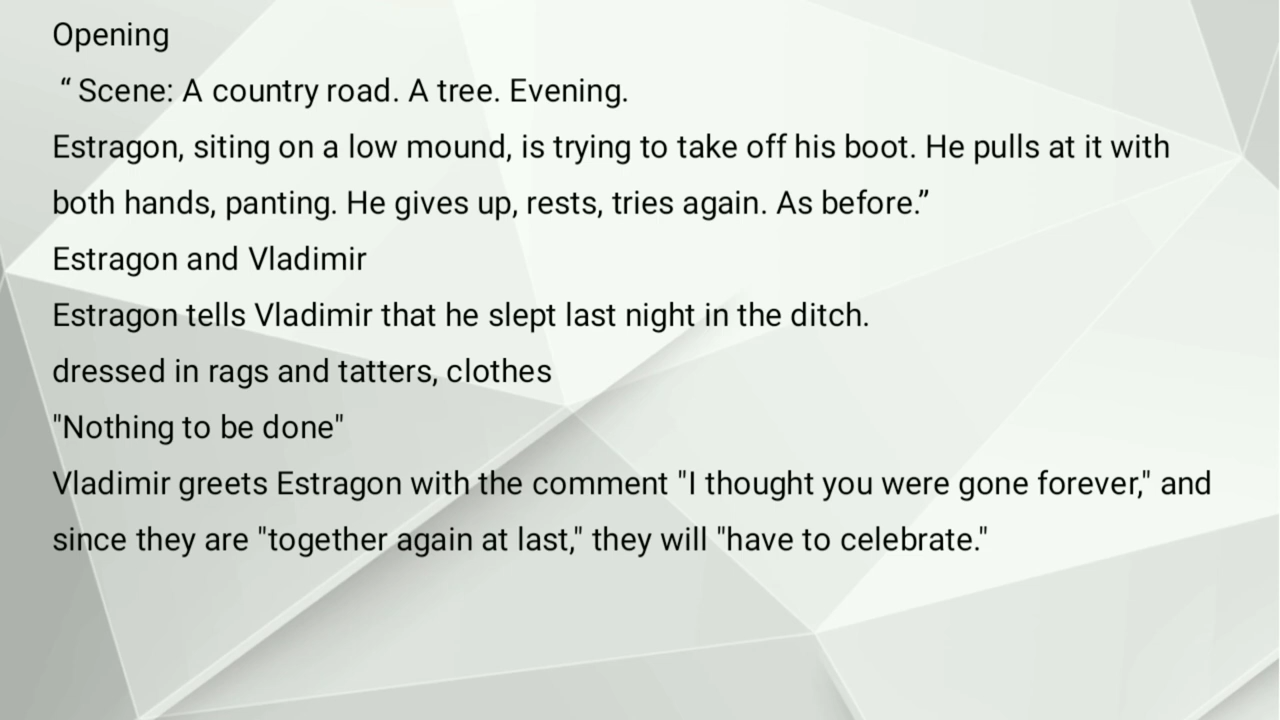 Opening
“ Scene: A country road. A tree. Evening.
Estragon, siting on a low mound, is trying to take off his boot. He pulls at it with
both hands, panting. He gives up, rests, tries again. As before.”
Estragon and Vladimir
Estragon tells Vladimir that he slept last night in the ditch.
dressed in rags and tatters, clothes
"Nothing to be done"
Vladimir greets Estragon with the comment "I thought you were gone forever," and
since they are "together again at last," they will "have to celebrate."